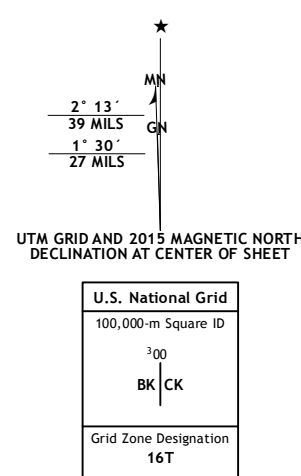 MN
2° 13´
39 MILS
GN
1° 30´
27 MILS
UTM GRID AND 2015 MAGNETIC NORTH
DECLINATION AT CENTER OF SHEET
U.S. National Grid
100,000-m Square ID
³00
BK CK
Grid Zone Designation
16T